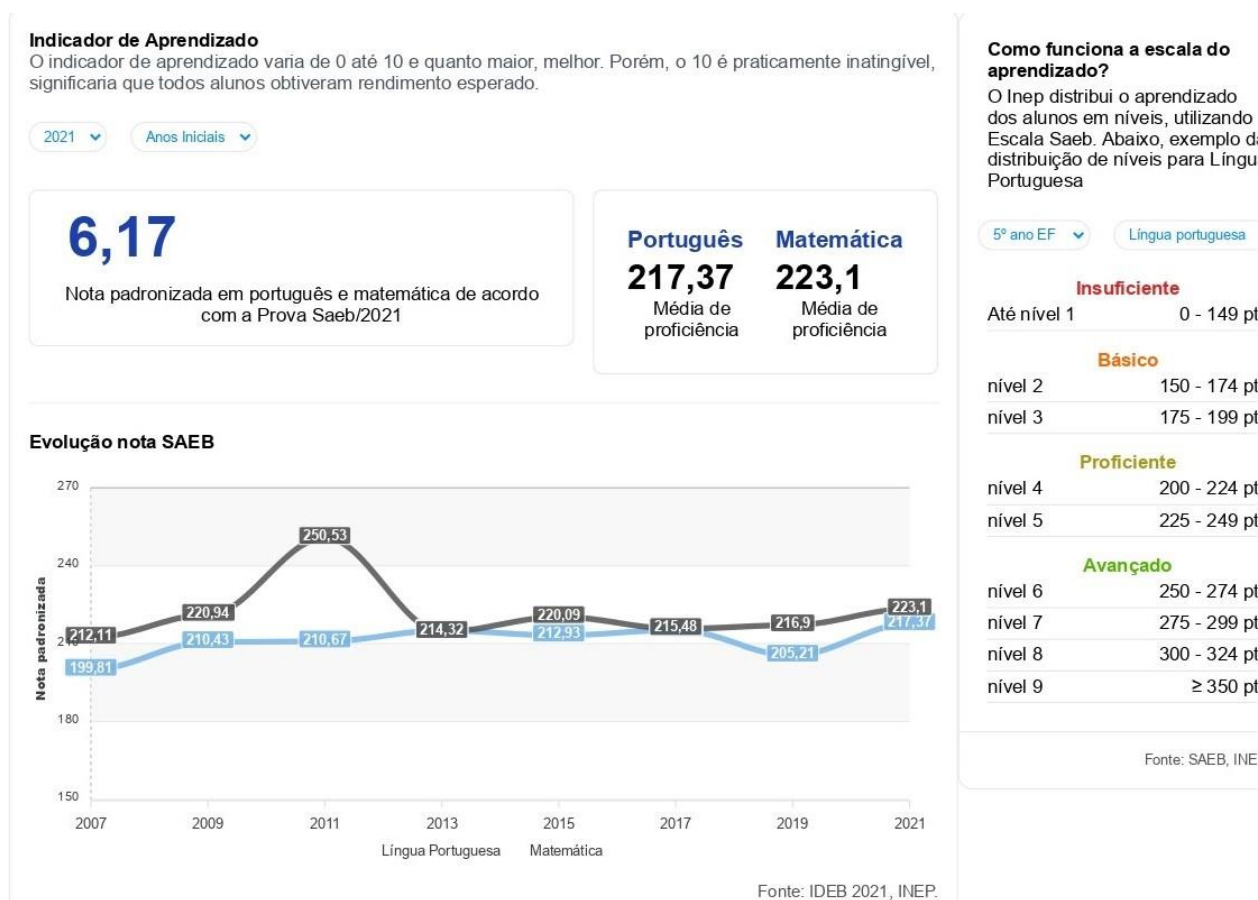 Indicador de Aprendizado
O indicador de aprendizado varia de 0 até 10 e quanto maior, melhor. Porém, o 10 é praticamente inatingível,
significaria que todos alunos obtiveram rendimento esperado.
2021
Anos Iniciais
6,17
Nota padronizada em português e matemática de acordo
com a Prova Saeb/2021
Português
217,37
Média de
proficiência
Matemática
223,1
Média de
proficiência
Evolução nota SAEB
Nota padronizada
270
240
180
150
212,11
220,94
250,53
214,32
220,09
215,48
216,9
223,1
199,81
210,43
210,67
212,93
205,21
217,37
2007 2009 2011 2013 2015 2017 2019 2021
Língua Portuguesa Matemática
Fonte: IDEB 2021, INEP.
Como funciona a escala do
aprendizado?
O Inep distribui o aprendizado
dos alunos em níveis, utilizando
Escala Saeb. Abaixo, exemplo d
distribuição de níveis para Língu
Portuguesa
5º ano EF
Língua portuguesa
Insuficiente
Até nível 1 0 - 149 pt
Básico
nível 2 150 - 174 pt
nível 3 175 - 199 pt
Proficiente
nível 4 200 - 224 pt
nível 5 225 - 249 pt
Avançado
nível 6 250 - 274 pt
nível 7 275 - 299 pt
nível 8 300 - 324 pt
nível 9 ≥ 350 pt
Fonte: SAEB, INE